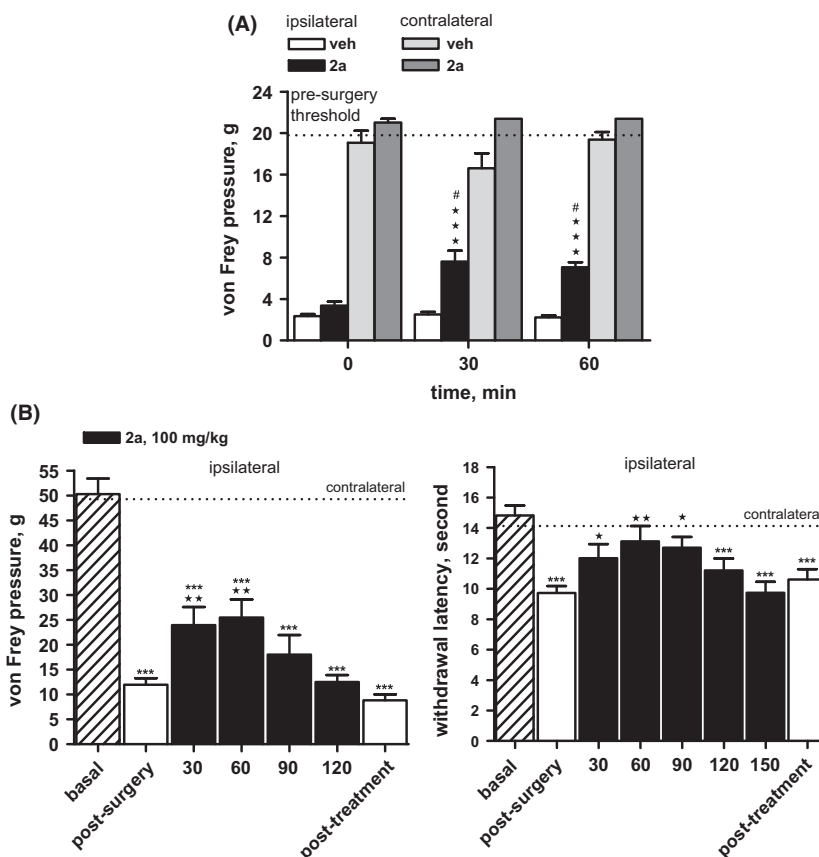 (A)
ipsilateral contralateral
veh veh
2a 2a
pre-surgery
threshold
24
20
16
12
8
4
0
von Frey pressure, g
#
★
★
★
#
★
★
★
0 30 60
time, min
(B)
2a, 100 mg/kg
ipsilateral
contralateral
55
50
45
40
35
30
25
20
15
10
5
0
von Frey pressure, g
***
***
★★
***
★★
***
***
***
basal post-surgery 30 60 90 120 post-treatment
ipsilateral
contralateral
18
16
14
12
10
8
6
4
2
0
withdrawal latency, second
***
★
★★
★
***
***
***
basal post-surgery 30 60 90 120 150 post-treatment